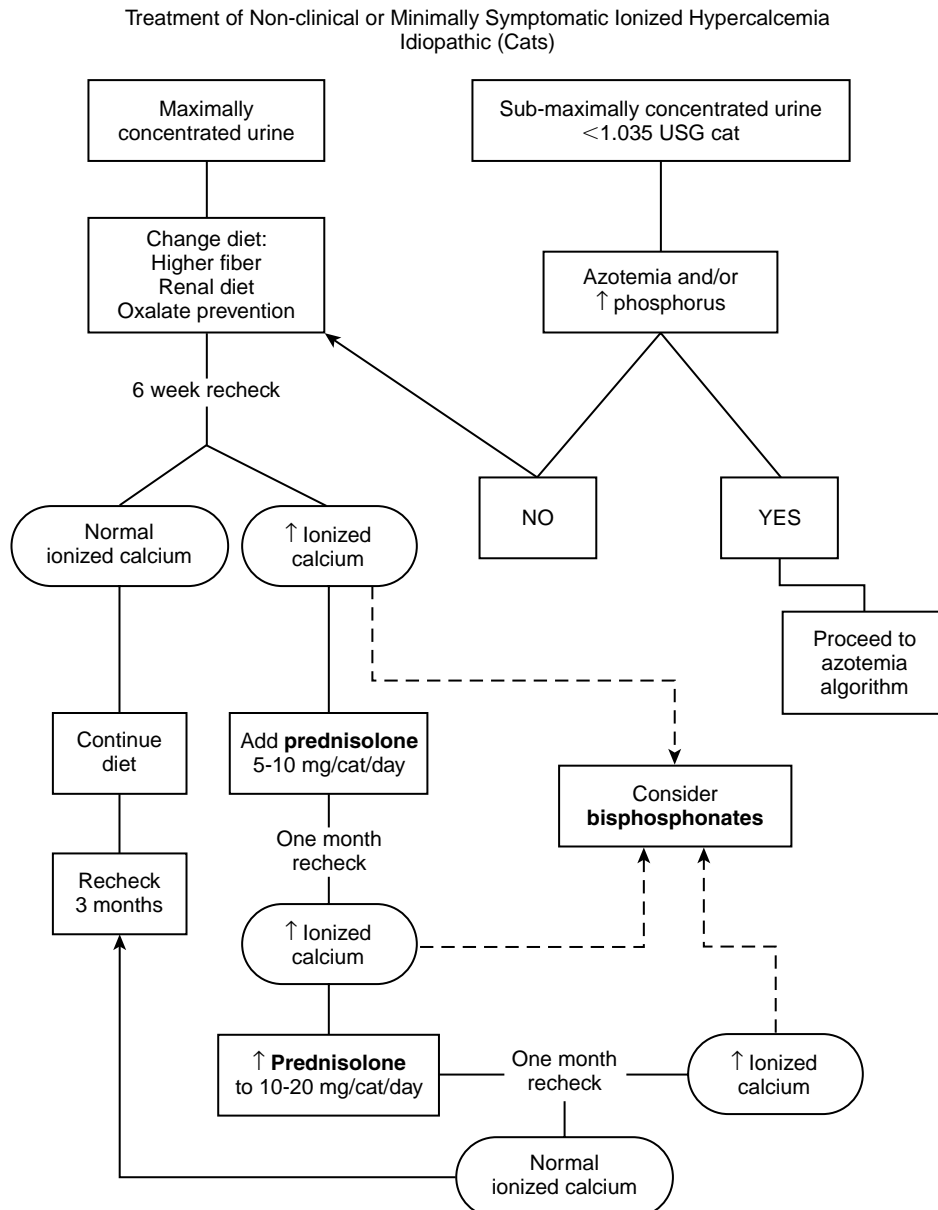 Treatment of Non-clinical or Minimally Symptomatic Ionized Hypercalcemia
Idiopathic (Cats)
Maximally
concentrated urine
Sub-maximally concentrated urine
<1.035 USG cat
Change diet:
Higher fiber
Renal diet
Oxalate prevention
Azotemia and/or
↑ phosphorus
6 week recheck
Normal
ionized calcium
↑ Ionized
calcium
NO
YES
Proceed to
azotemia
algorithm
Continue
diet
Add prednisolone
5-10 mg/cat/day
Consider
bisphosphonates
One month
recheck
Recheck
3 months
↑ Ionized
calcium
↑ Prednisolone
to 10-20 mg/cat/day
One month
recheck
↑ Ionized
calcium
Normal
ionized calcium